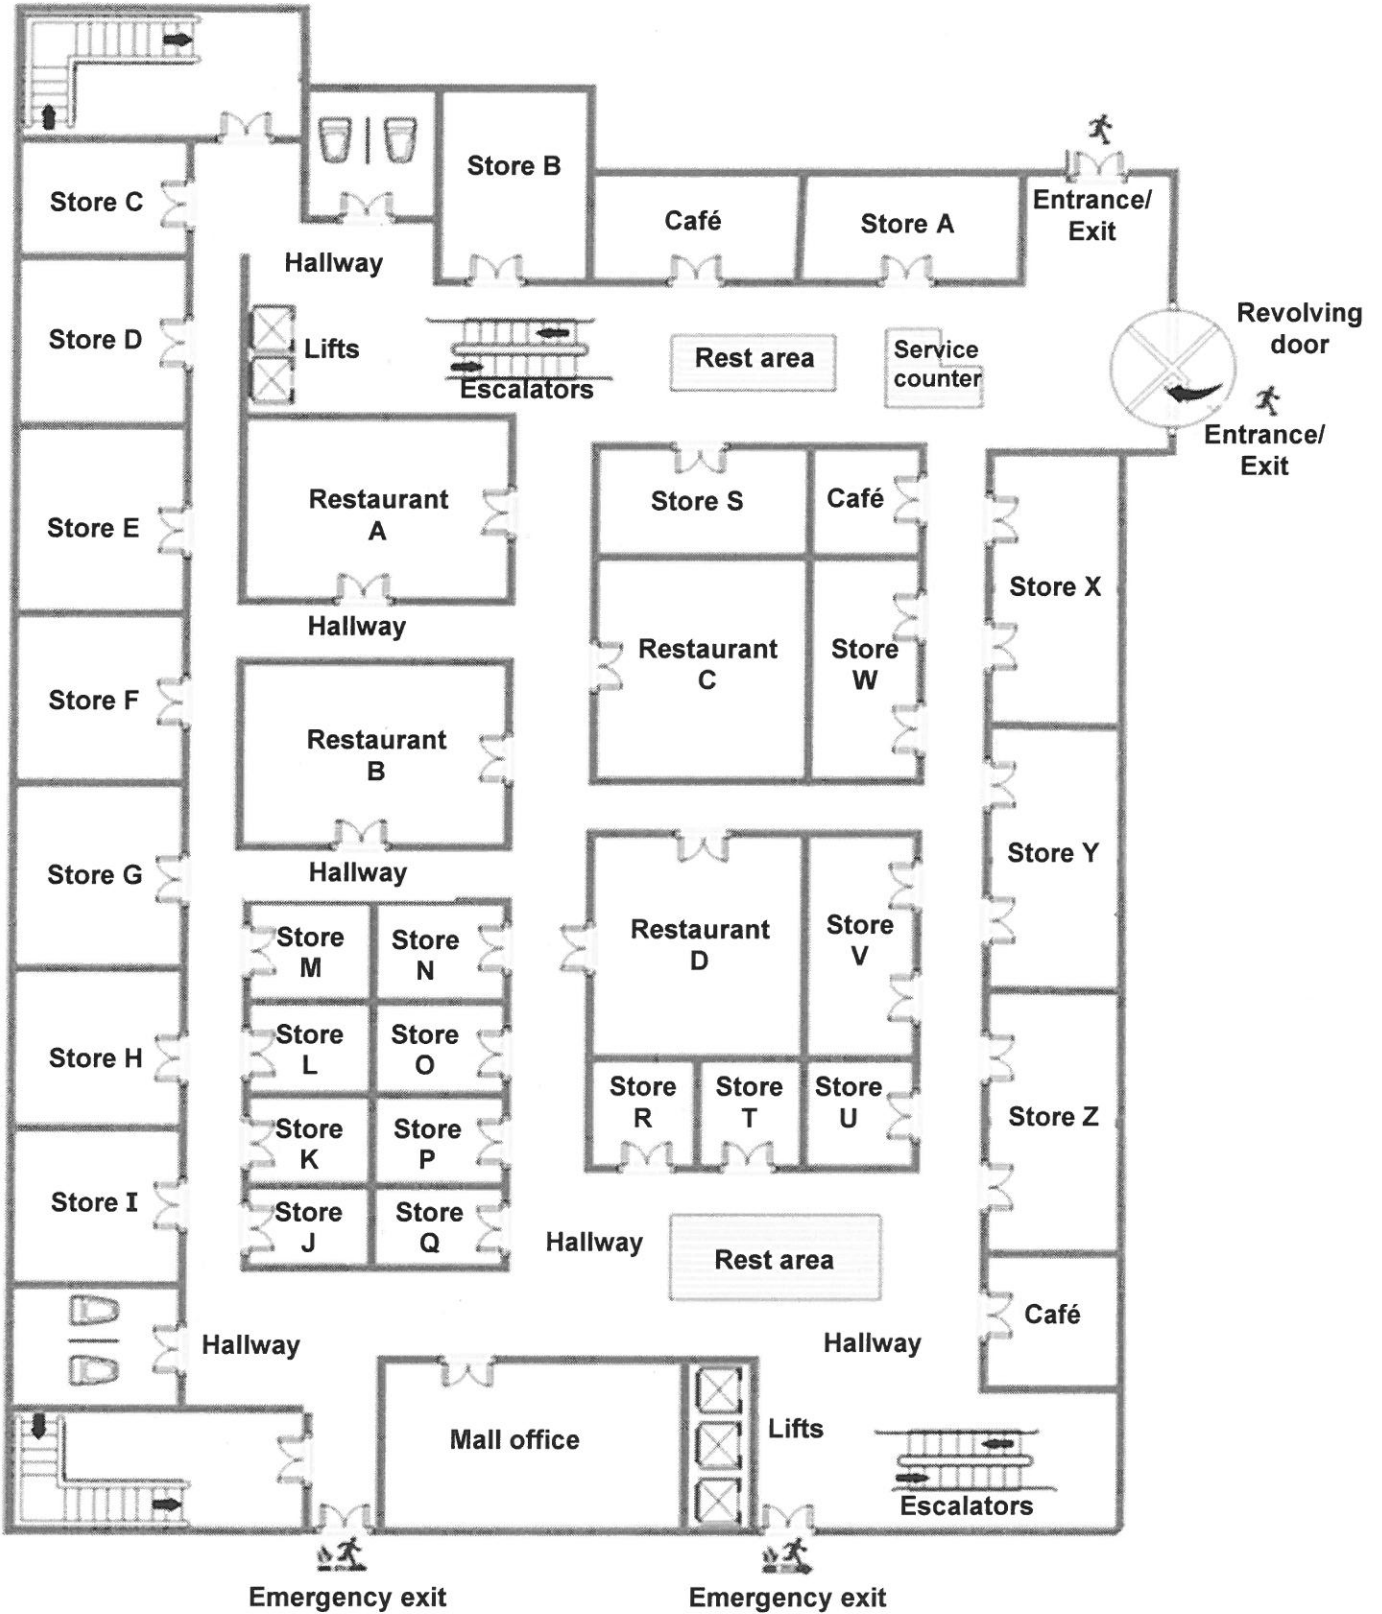 Store B
Store C
Café
Store A
Entrance/
Exit
Hallway
Store D
Lifts
Escalators
Rest area
Service
counter
Revolving
door
Entrance/
Exit
Store E
Restaurant
A
Store S
Café
Store X
Hallway
Restaurant
C
Store
W
Store F
Restaurant
B
Store Y
Store G
Hallway
Store
M
Store
N
Restaurant
D
Store
V
Store H
Store
L
Store
O
Store
R
Store
T
Store
U
Store Z
Store
K
Store
P
Store I
Store
J
Store
Q
Hallway
Rest area
Café
Hallway
Hallway
Mall office
Lifts
Escalators
Emergency exit
Emergency exit